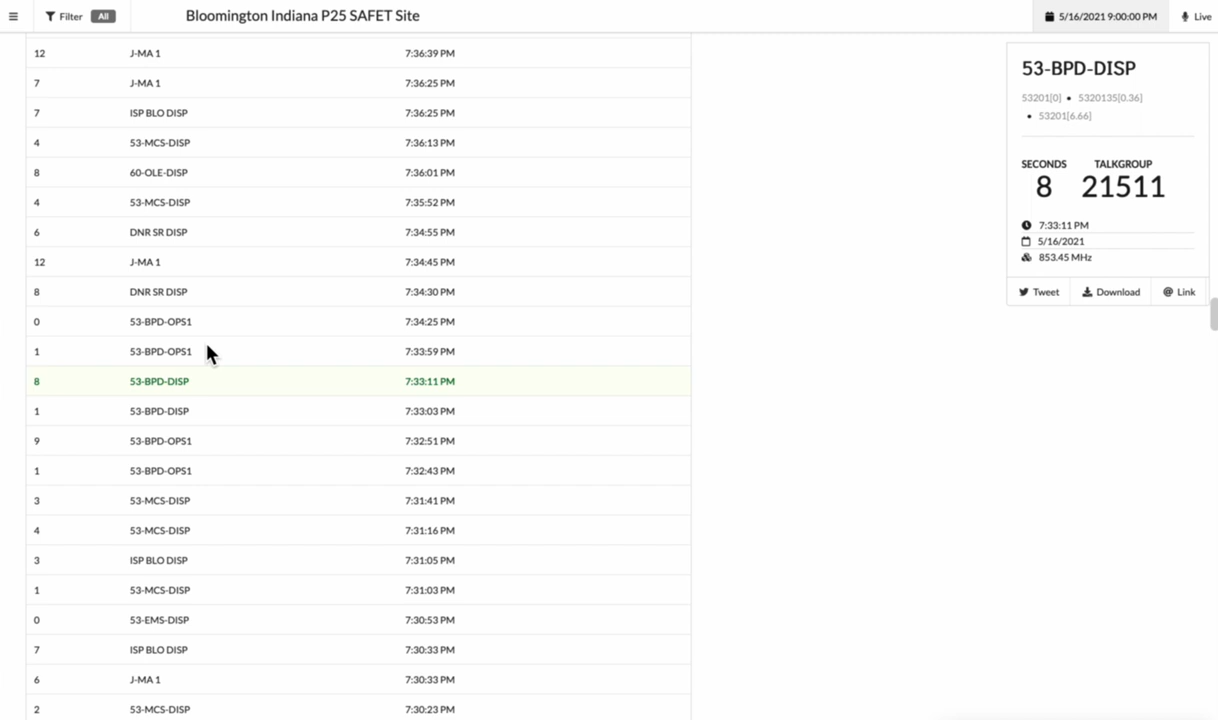 Filter All Bloomington Indiana P25 SAFET Site 5/16/2021 9:00:00 PM Live
12 J-MA 1 7:36:39 PM
7 J-MA 1 7:36:25 PM
7 ISP BLO DISP 7:36:25 PM
4 53-MCS-DISP 7:36:13 PM
8 60-OLE-DISP 7:36:01 PM
4 53-MCS-DISP 7:35:52 PM
6 DNR SR DISP 7:34:55 PM
12 J-MA 1 7:34:45 PM
8 DNR SR DISP 7:34:30 PM
0 53-BPD-OPS1 7:34:25 PM
1 53-BPD-OPS1 7:33:59 PM
8 53-BPD-DISP 7:33:11 PM
1 53-BPD-DISP 7:33:03 PM
9 53-BPD-OPS1 7:32:51 PM
1 53-BPD-OPS1 7:32:43 PM
3 53-MCS-DISP 7:31:41 PM
4 53-MCS-DISP 7:31:16 PM
3 ISP BLO DISP 7:31:05 PM
1 53-MCS-DISP 7:31:03 PM
0 53-EMS-DISP 7:30:53 PM
7 ISP BLO DISP 7:30:33 PM
6 J-MA 1 7:30:33 PM
2 53-MCS-DISP 7:30:23 PM
53-BPD-DISP
53201[0] • 5320135[0.36]
• 53201[6.66]
SECONDS TALKGROUP
8 21511
7:33:11 PM
5/16/2021
853.45 MHz
Tweet Download Link